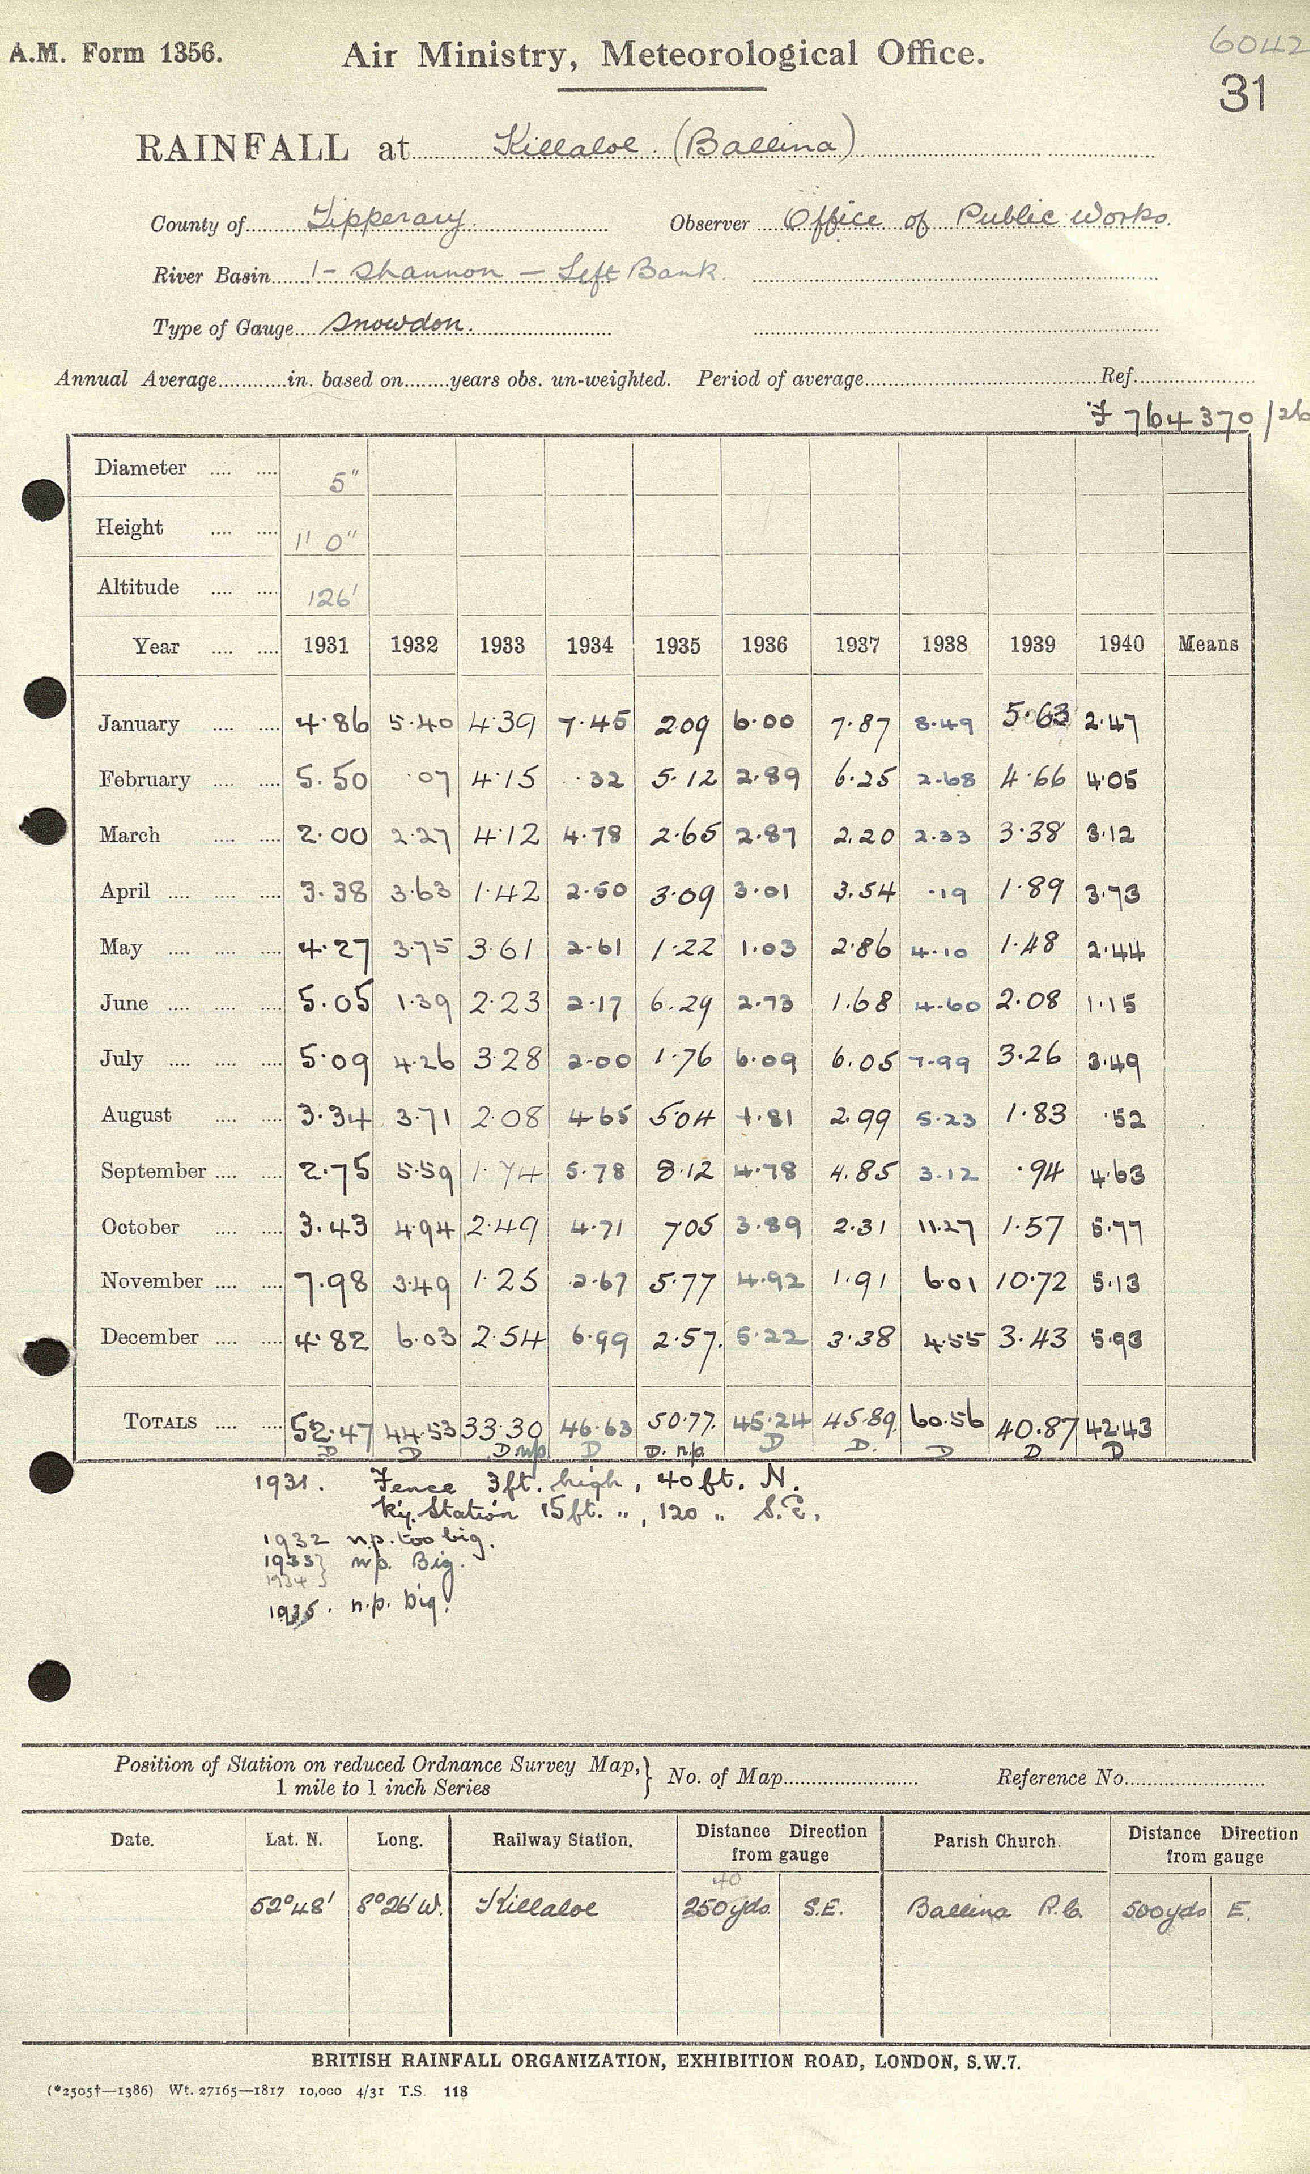 6042
A.M. Form 1356. Air Ministry, Meteorological Office.
31
RAINFALL at Killaloe. (Ballina)
County of Tipperary. Observer Office of Public Works.
River Basin 1- Shannon - Left Bank.
Type of Gauge Snowdon.
Annual Average in. based on years obs. un-weighted. Period of average Ref.
I 764370/26
Diameter 5"
Height 1' 0"
Altitude 126'
Year 1931 1932 1933 1934 1935 1936 1937 1938 1939 1940 Means
January 4.86 5.40 4.39 7.45 2.09 6.00 7.87 8.49 5.63 2.47
February 5.50 .07 4.15 .32 5.12 2.89 6.25 2.68 4.66 4.05
March 2.00 2.27 4.12 4.78 2.65 2.87 2.20 2.33 3.38 3.12
April 3.38 3.63 1.42 2.50 3.09 3.01 3.54 .19 1.89 3.73
May 4.27 3.75 3.61 2.61 1.22 1.03 2.86 4.10 1.48 2.44
June 5.05 1.39 2.23 2.17 6.29 2.73 1.68 4.60 2.08 1.15
July 5.09 4.26 3.28 2.00 1.76 6.09 6.05 7.99 3.26 3.49
August 3.34 3.71 2.08 4.65 5.04 1.81 2.99 5.23 1.83 .52
September 2.75 5.59 1.74 5.78 8.12 4.78 4.85 3.12 .94 4.63
October 3.43 4.94 2.49 4.71 7.05 3.89 2.31 11.27 1.57 5.77
November 7.98 3.49 1.25 2.67 5.77 4.92 1.91 6.01 10.72 5.13
December 4.82 6.03 2.54 6.99 2.57. 5.22 3.38 4.55 3.43 5.93
TOTALS 52.47 44.53 33.30 46.63 50.77. 45.24 45.89. 60.56 40.87 42.43
D D D np D D. n.p. D D. D D D
1931. Fence 3ft. high, 40ft. N.
Ry. Station 15ft. ", 120 " S.E.
1932 n.p. too big.
1933} n.p. Big.
1934}
1935. n.p. big.
Position of Station on reduced Ordnance Survey Map,} No. of Map Reference No.
1 mile to 1 inch Series
Date. Lat. N. Long. Railway Station. Distance Direction from gauge Parish Church. Distance Direction from gauge
40
52°48' 8°26'W. Killaloe 250yds. S.E. Ballina R.C. 500yds E.
BRITISH RAINFALL ORGANIZATION, EXHIBITION ROAD, LONDON, S.W.7.
(*2505†—1386) Wt. 27165—1817 10,000 4/31 T.S. 118